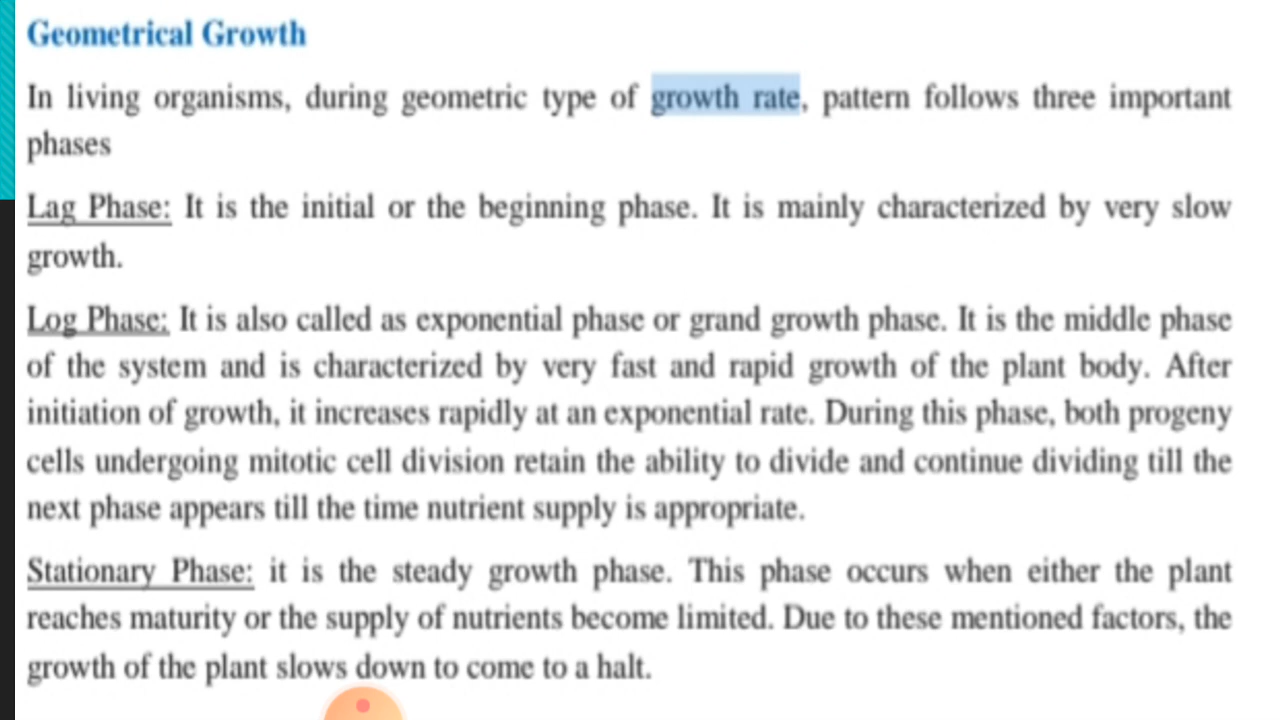 Geometrical Growth
In living organisms, during geometric type of growth rate, pattern follows three important
phases
Lag Phase: It is the initial or the beginning phase. It is mainly characterized by very slow
growth.
Log Phase: It is also called as exponential phase or grand growth phase. It is the middle phase
of the system and is characterized by very fast and rapid growth of the plant body. After
initiation of growth, it increases rapidly at an exponential rate. During this phase, both progeny
cells undergoing mitotic cell division retain the ability to divide and continue dividing till the
next phase appears till the time nutrient supply is appropriate.
Stationary Phase: it is the steady growth phase. This phase occurs when either the plant
reaches maturity or the supply of nutrients become limited. Due to these mentioned factors, the
growth of the plant slows down to come to a halt.